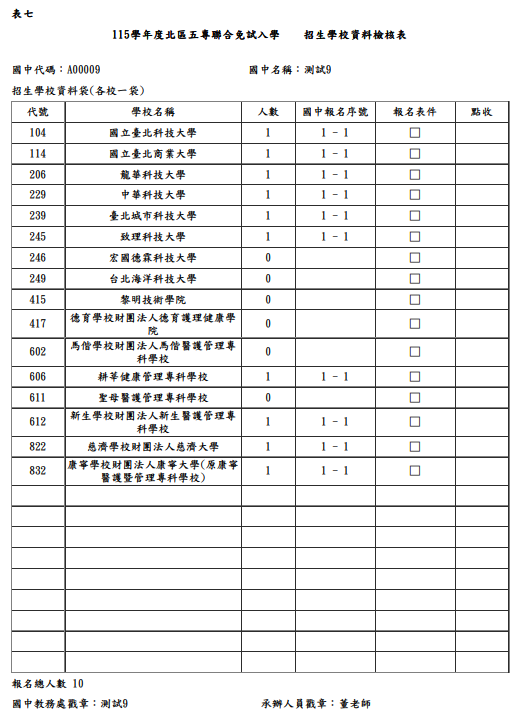 表七
115學年度北區五專聯合免試入學 招生學校資料檢核表
國中代碼：A00009 國中名稱：測試9
招生學校資料袋(各校一袋)
代號 學校名稱 人數 國中報名序號 報名表件 點收
104 國立臺北科技大學 1 1 - 1 □
114 國立臺北商業大學 1 1 - 1 □
206 龍華科技大學 1 1 - 1 □
229 中華科技大學 1 1 - 1 □
239 臺北城市科技大學 1 1 - 1 □
245 致理科技大學 1 1 - 1 □
246 宏國德霖科技大學 0 □
249 台北海洋科技大學 0 □
415 黎明技術學院 0 □
417 德育學校財團法人德育護理健康學
院 0 □
602 馬偕學校財團法人馬偕醫護管理專
科學校 0 □
606 耕莘健康管理專科學校 1 1 - 1 □
611 聖母醫護管理專科學校 0 □
612 新生學校財團法人新生醫護管理專
科學校 1 1 - 1 □
822 慈濟學校財團法人慈濟大學 1 1 - 1 □
832 康寧學校財團法人康寧大學(原康寧
醫護暨管理專科學校) 1 1 - 1 □
報名總人數 10
國中教務處戳章：測試9 承辦人員戳章：董老師